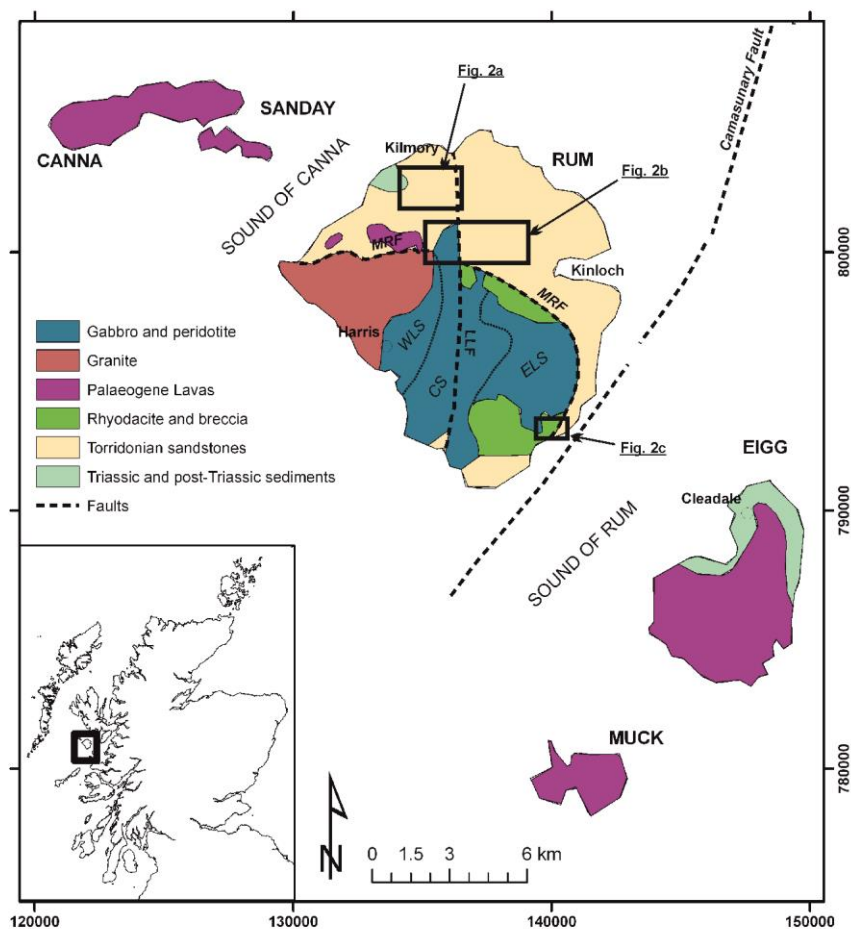 Fig. 2a
SANDAY
CANNA
Kilmory
RUM
SOUND OF CANNA
Camasunary Fault
Fig. 2b
MRF
800000
Kinloch
MRF
Harris
WLS
LLF
CS
ELS
Gabbro and peridotite
Granite
Palaeogene Lavas
Rhyodacite and breccia
Torridonian sandstones
Triassic and post-Triassic sediments
Faults
Fig. 2c
EIGG
Cleadale
790000
SOUND OF RUM
MUCK
780000
N
0 1.5 3 6 km
120000 130000 140000 150000